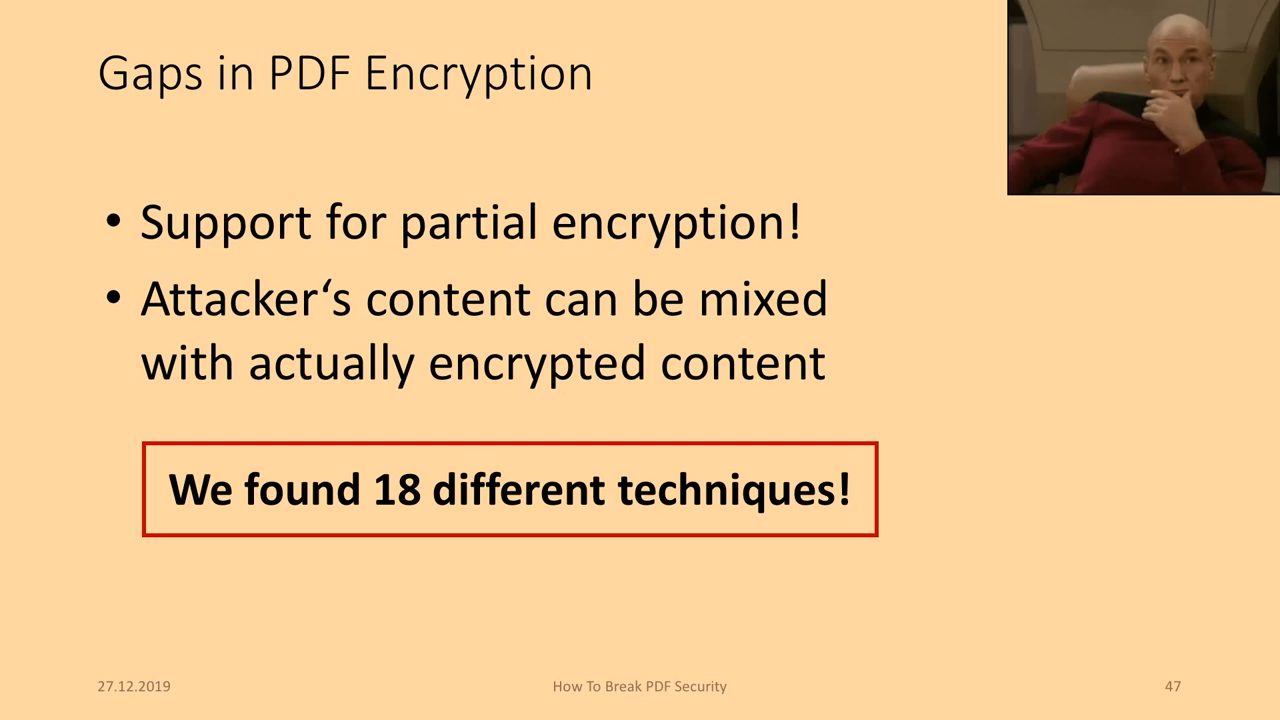 Gaps in PDF Encryption
• Support for partial encryption!
• Attacker‘s content can be mixed
with actually encrypted content
We found 18 different techniques!
27.12.2019
How To Break PDF Security
47